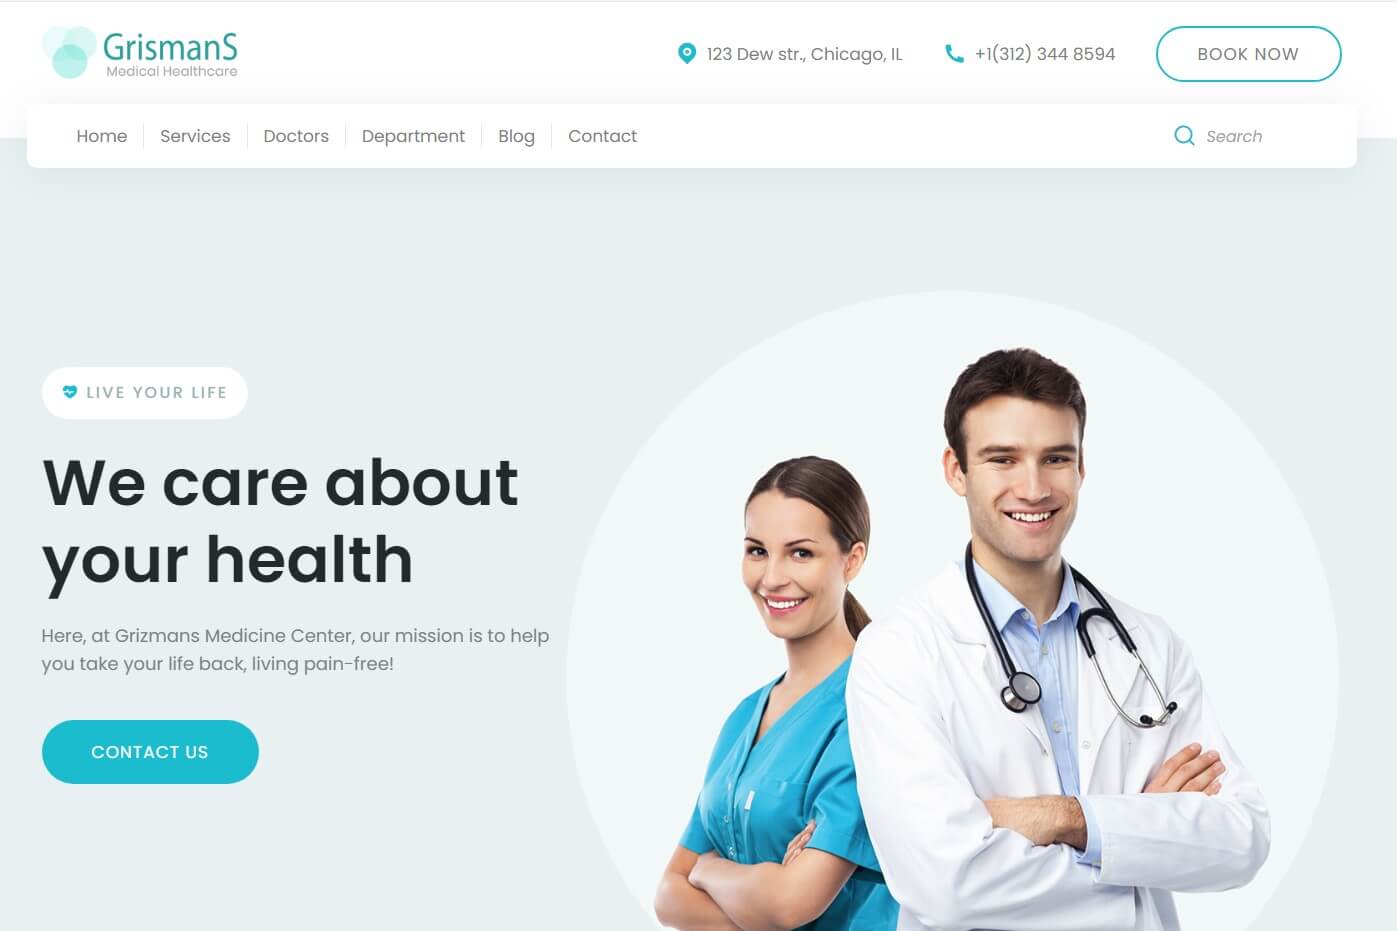 GrismanS
Medical Healthcare
123 Dew str., Chicago, IL
+1(312) 344 8594
BOOK NOW
Home
Services
Doctors
Department
Blog
Contact
Search
LIVE YOUR LIFE
We care about
your health
Here, at Grizmans Medicine Center, our mission is to help
you take your life back, living pain-free!
CONTACT US